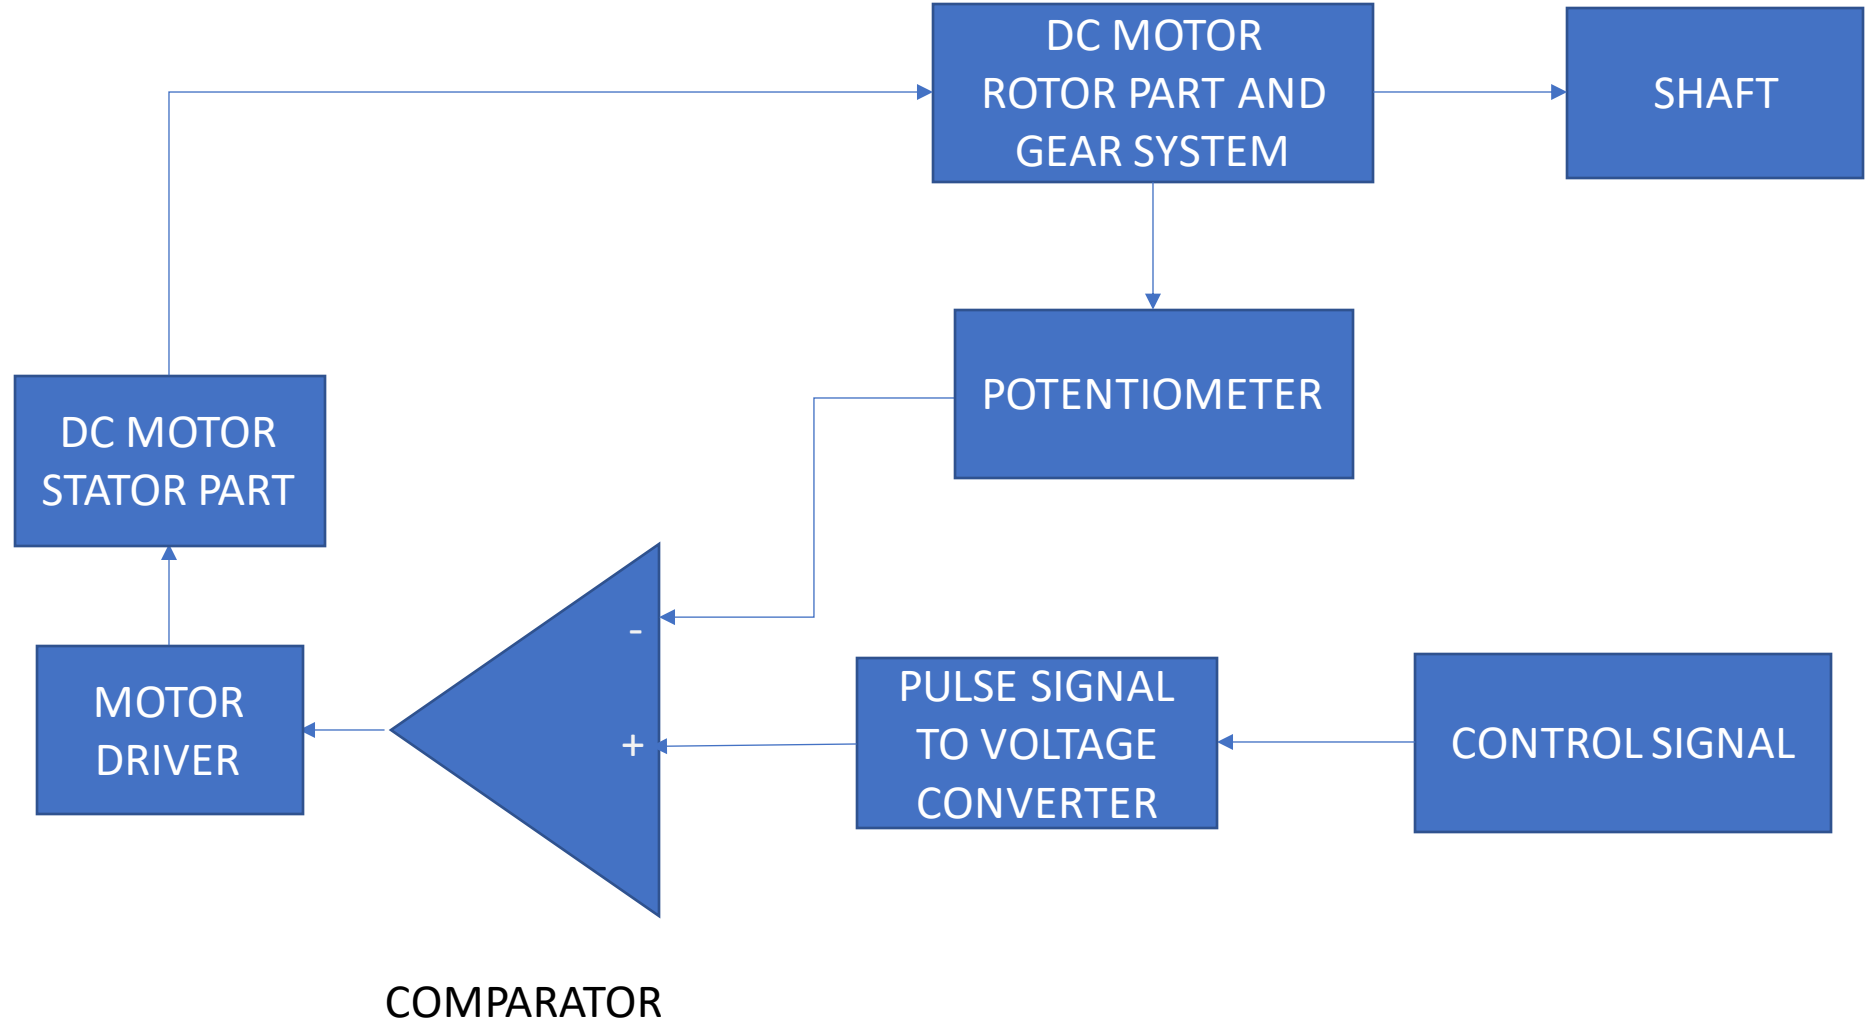 DC MOTOR
ROTOR PART AND
GEAR SYSTEM
SHAFT
POTENTIOMETER
DC MOTOR
STATOR PART
-
+
MOTOR
DRIVER
PULSE SIGNAL
TO VOLTAGE
CONVERTER
CONTROL SIGNAL
COMPARATOR